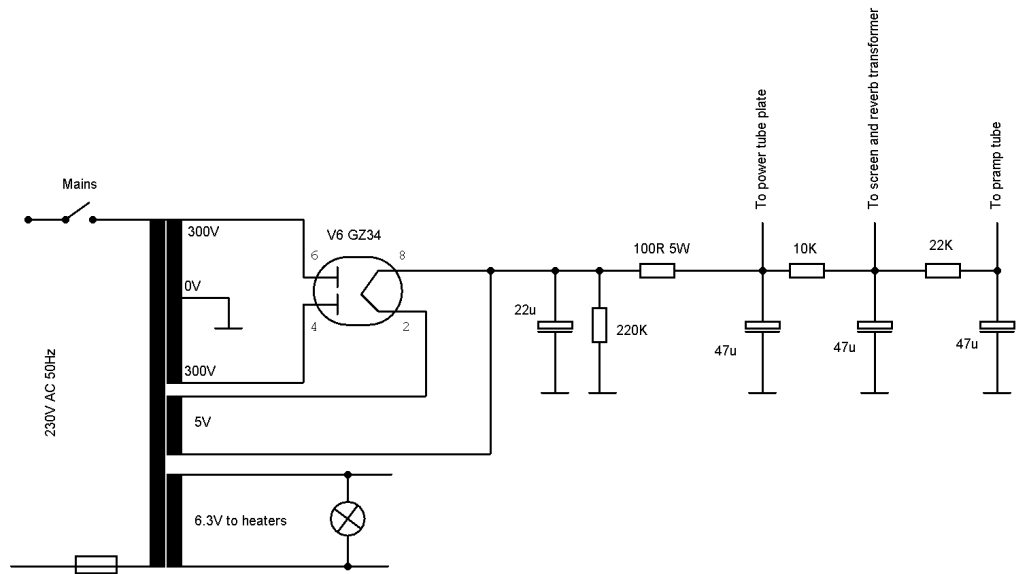 To power tube plate
To screen and reverb transformer
To pramp tube
Mains
300V
V6 GZ34
6
8
100R 5W
10K
22K
0V
22u
220K
47u
47u
47u
4
2
300V
230V AC 50Hz
5V
6.3V to heaters